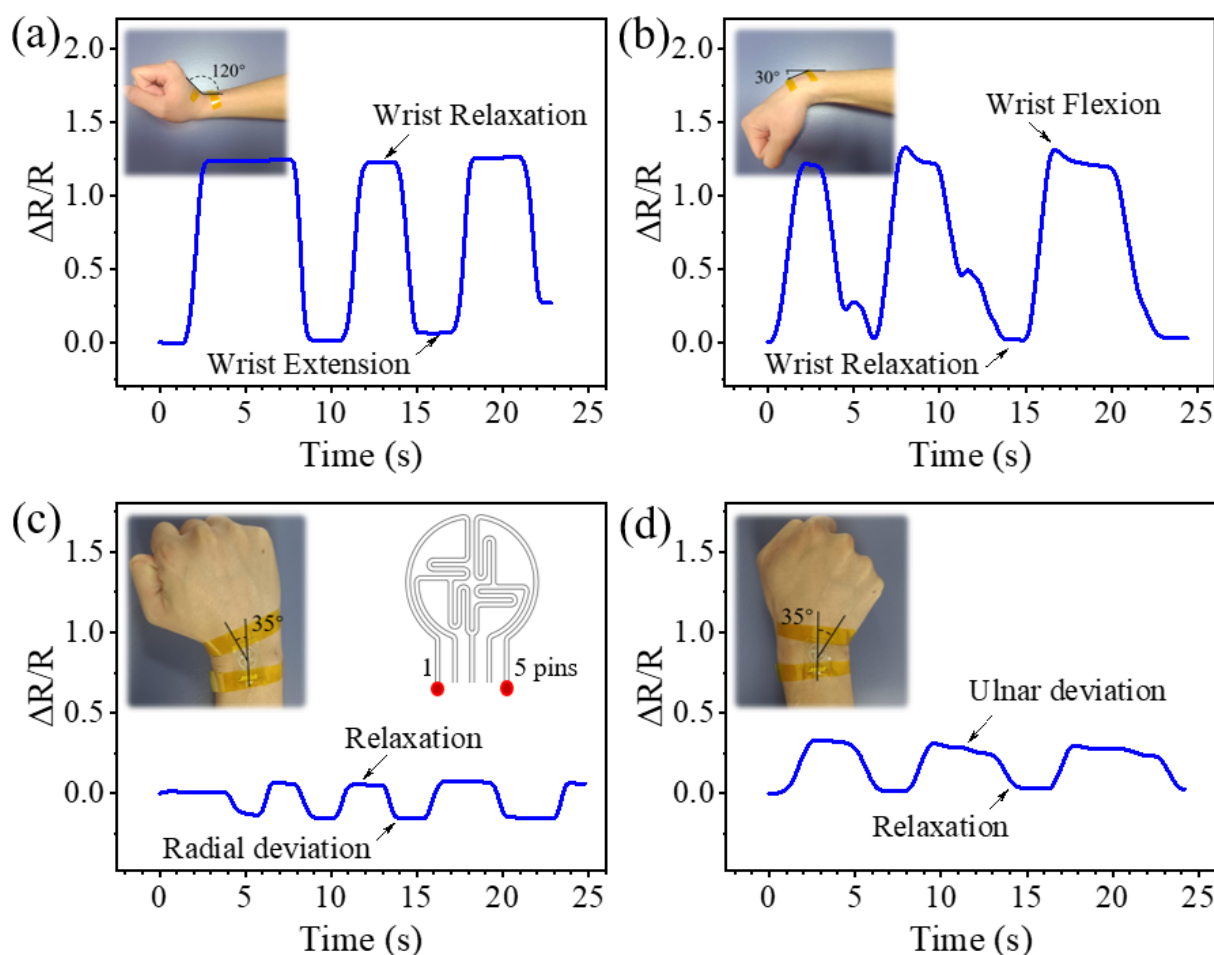 (a)
2.0
1.5
1.0
0.5
0.0
ΔR/R
120°
Wrist Relaxation
Wrist Extension
0 5 10 15 20 25
Time (s)
(b)
2.0
1.5
1.0
0.5
0.0
ΔR/R
30°
Wrist Flexion
Wrist Relaxation
0 5 10 15 20 25
Time (s)
(c)
1.5
1.0
0.5
0.0
ΔR/R
35°
1 5 pins
Relaxation
Radial deviation
0 5 10 15 20 25
Time (s)
(d)
1.5
1.0
0.5
0.0
ΔR/R
35°
Ulnar deviation
Relaxation
0 5 10 15 20 25
Time (s)